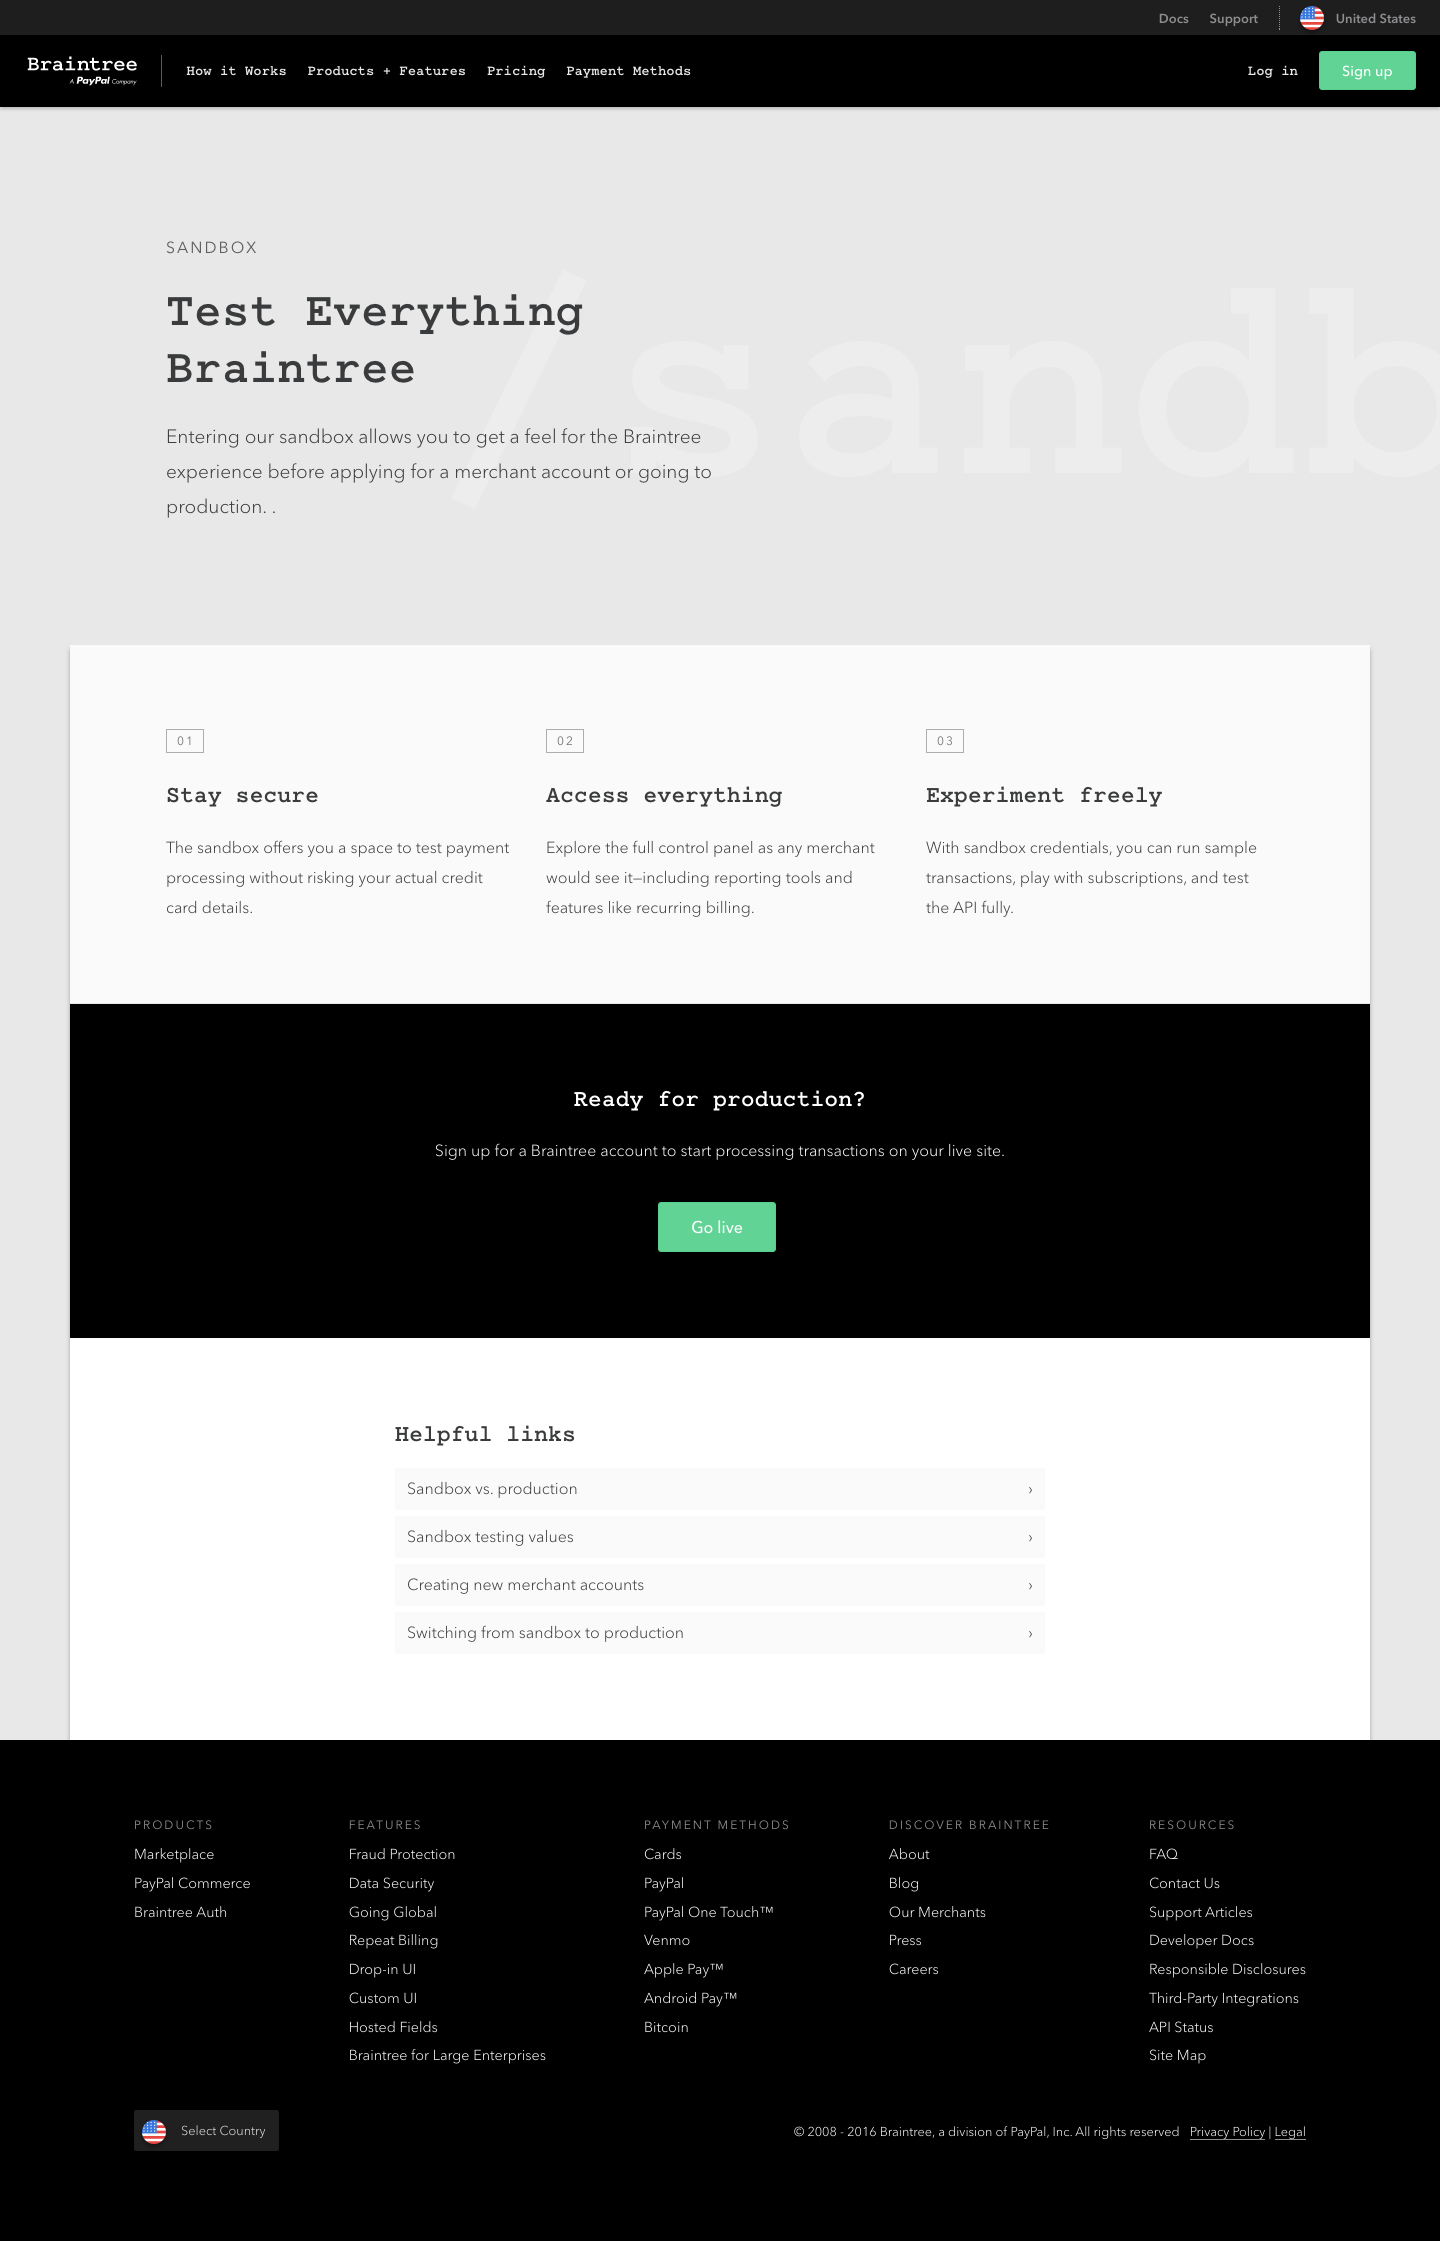 Docs Support United States
Braintree
A PayPal Company
How it Works Products + Features Pricing Payment Methods Log in Sign up
SANDBOX
/sandb
Test Everything
Braintree
Entering our sandbox allows you to get a feel for the Braintree
experience before applying for a merchant account or going to
production. .
01
Stay secure
The sandbox offers you a space to test payment
processing without risking your actual credit
card details.
02
Access everything
Explore the full control panel as any merchant
would see it—including reporting tools and
features like recurring billing.
03
Experiment freely
With sandbox credentials, you can run sample
transactions, play with subscriptions, and test
the API fully.
Ready for production?
Sign up for a Braintree account to start processing transactions on your live site.
Go live
Helpful links
Sandbox vs. production ›
Sandbox testing values ›
Creating new merchant accounts ›
Switching from sandbox to production ›
PRODUCTS
Marketplace
PayPal Commerce
Braintree Auth
FEATURES
Fraud Protection
Data Security
Going Global
Repeat Billing
Drop-in UI
Custom UI
Hosted Fields
Braintree for Large Enterprises
PAYMENT METHODS
Cards
PayPal
PayPal One Touch™
Venmo
Apple Pay™
Android Pay™
Bitcoin
DISCOVER BRAINTREE
About
Blog
Our Merchants
Press
Careers
RESOURCES
FAQ
Contact Us
Support Articles
Developer Docs
Responsible Disclosures
Third-Party Integrations
API Status
Site Map
Select Country
© 2008 - 2016 Braintree, a division of PayPal, Inc. All rights reserved Privacy Policy | Legal